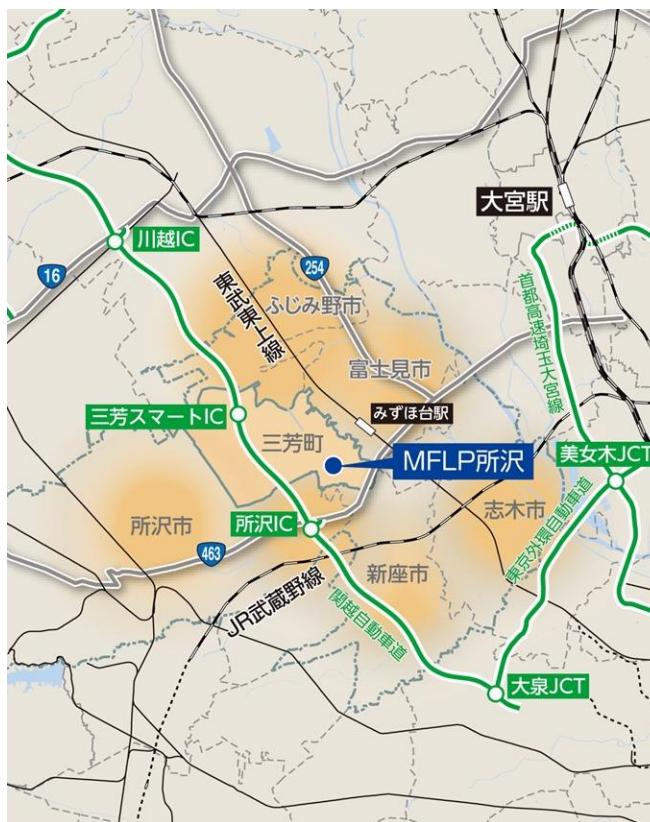 大宮駅
川越IC
16
254
東武東上線
ふじみ野市
首都高速埼玉大宮線
富士見市
三芳スマートIC
みずほ台駅
三芳町
MFLP所沢
美女木JCT
所沢市
所沢IC
志木市
463
東京外環自動車道
新座市
JR武蔵野線
関越自動車道
大泉JCT